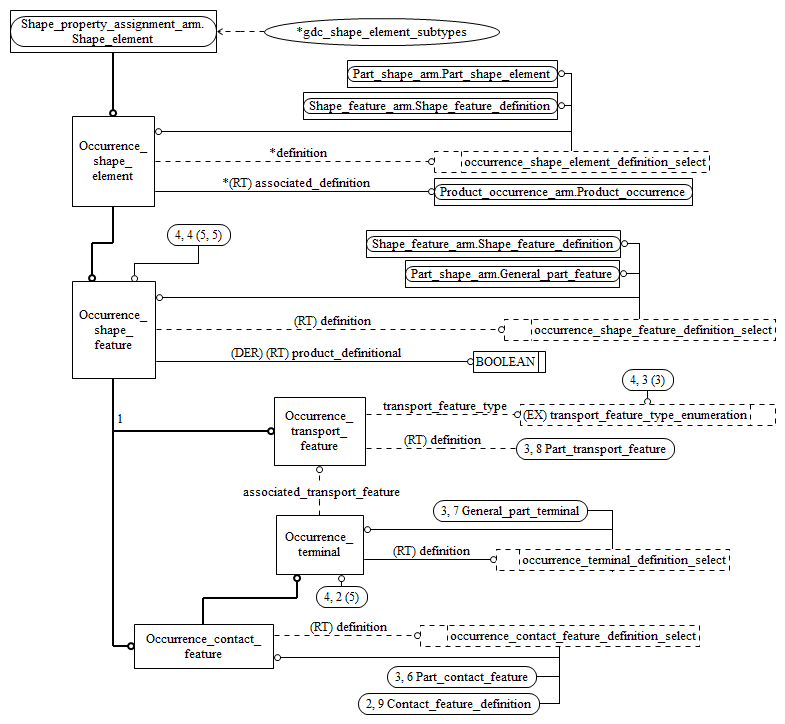 Shape_property_assignment_arm.
Shape_element
*gdc_shape_element_subtypes
Part_shape_arm.Part_shape_element
Shape_feature_arm.Shape_feature_definition
Occurrence_
shape_
element
*definition
occurrence_shape_element_definition_select
*(RT) associated_definition
Product_occurrence_arm.Product_occurrence
4, 4 (5, 5)
Shape_feature_arm.Shape_feature_definition
Part_shape_arm.General_part_feature
Occurrence_
shape_
feature
(RT) definition
occurrence_shape_feature_definition_select
(DER) (RT) product_definitional
BOOLEAN
4, 3 (3)
1
Occurrence_
transport_
feature
transport_feature_type
(EX) transport_feature_type_enumeration
(RT) definition
3, 8 Part_transport_feature
associated_transport_feature
3, 7 General_part_terminal
Occurrence_
terminal
(RT) definition
occurrence_terminal_definition_select
4, 2 (5)
Occurrence_contact_
feature
(RT) definition
occurrence_contact_feature_definition_select
3, 6 Part_contact_feature
2, 9 Contact_feature_definition